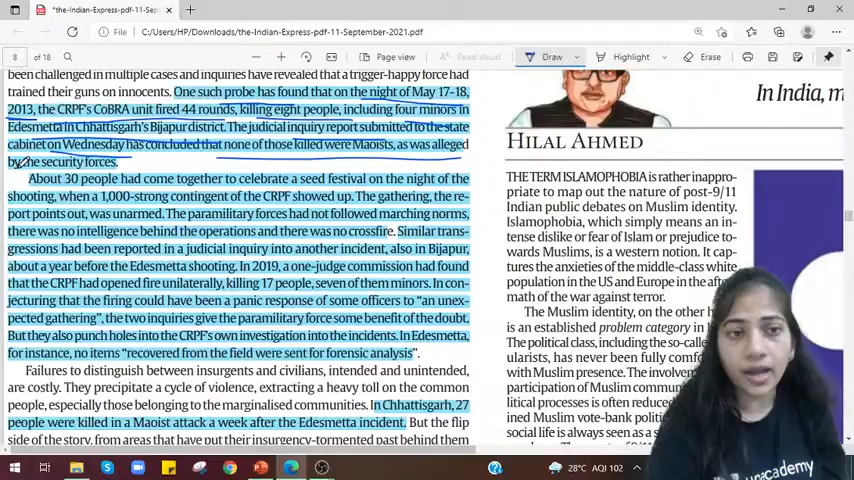 *the-Indian-Express-pdf-11-Sept
File
C:/Users/HP/Downloads/the-Indian-Express-pdf-11-September-2021.pdf
8
of 18
Page view
Read aloud
Draw
Highlight
Erase
been challenged in multiple cases and inquiries have revealed that a trigger-happy force had
trained their guns on innocents. One such probe has found that on the night of May 17-18,
2013, the CRPF's CoBRA unit fired 44 rounds, killing eight people, including four minors in
Edesmetta in Chhattisgarh's Bijapur district. The judicial inquiry report submitted to the state
cabinet on Wednesday has concluded that none of those killed were Maoists, as was alleged
by the security forces.
About 30 people had come together to celebrate a seed festival on the night of the
shooting, when a 1,000-strong contingent of the CRPF showed up. The gathering, the re-
port points out, was unarmed. The paramilitary forces had not followed marching norms,
there was no intelligence behind the operations and there was no crossfire. Similar trans-
gressions had been reported in a judicial inquiry into another incident, also in Bijapur,
about a year before the Edesmetta shooting. In 2019, a one-judge commission had found
that the CRPF had opened fire unilaterally, killing 17 people, seven of them minors. In con-
jecturing that the firing could have been a panic response of some officers to "an unex-
pected gathering", the two inquiries give the paramilitary force some benefit of the doubt.
But they also punch holes into the CRPF's own investigation into the incidents. In Edesmetta,
for instance, no items "recovered from the field were sent for forensic analysis".
Failures to distinguish between insurgents and civilians, intended and unintended,
are costly. They precipitate a cycle of violence, extracting a heavy toll on the common
people, especially those belonging to the marginalised communities. In Chhattisgarh, 27
people were killed in a Maoist attack a week after the Edesmetta incident. But the flip
side of the story, from areas that have put their insurgency-tormented past behind them
In India, m
HILAL AHMED
THE TERM ISLAMOPHOBIA is rather inappro-
priate to map out the nature of post-9/11
Indian public debates on Muslim identity.
Islamophobia, which simply means an in-
tense dislike or fear of Islam or prejudice to-
wards Muslims, is a western notion. It cap-
tures the anxieties of the middle-class white
population in the US and Europe in the after-
math of the war against terror.
The Muslim identity, on the other h
is an established problem category in
The political class, including the so-calle
ularists, has never been fully comf
with Muslim presence. The involvem
participation of Muslim commun
litical processes is often reduced
ined Muslim vote-bank politi
social life is always seen as a s
28°C AQI 102
unacademy